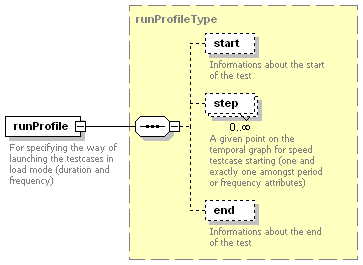 runProfileType
start
Informations about the start
of the test
step
0..∞
A given point on the
temporal graph for speed
testcase starting (one and
exactly one amongst period
or frequency attributes)
runProfile
For specifying the way of
launching the testcases in
load mode (duration and
frequency)
end
Informations about the end
of the test